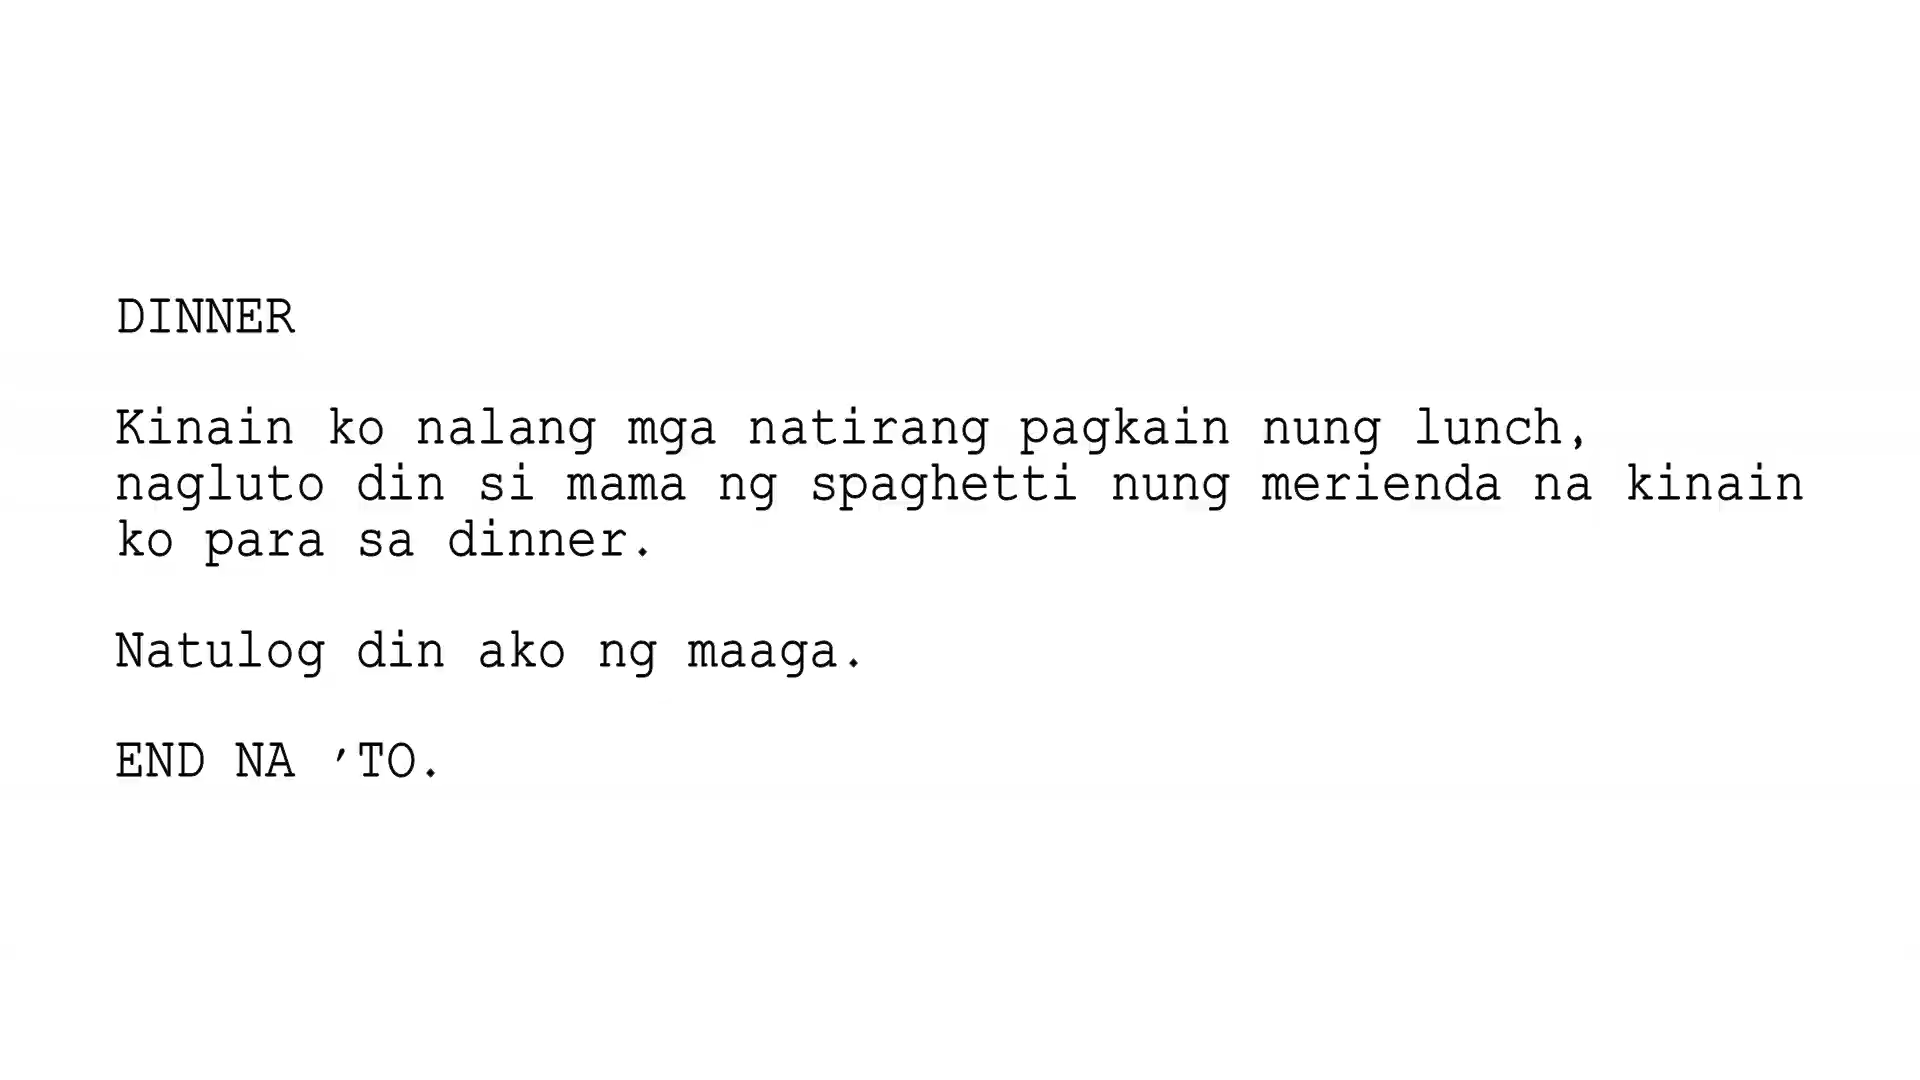 DINNER
Kinain ko nalang mga natirang pagkain nung lunch,
nagluto din si mama ng spaghetti nung merienda na kinain
ko para sa dinner.
Natulog din ako ng maaga.
END NA ’TO.